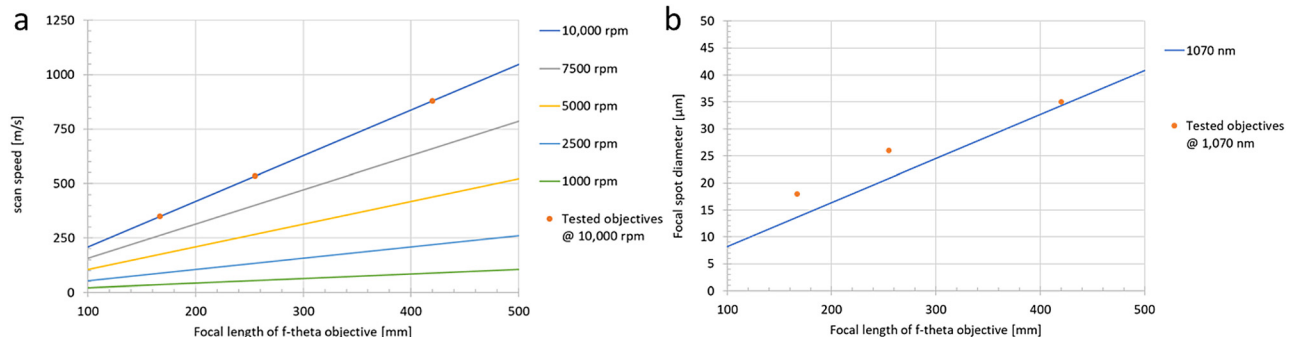 a
1250
1000
750
500
250
0
scan speed [m/s]
100 200 300 400 500
Focal length of f-theta objective [mm]
10,000 rpm
7500 rpm
5000 rpm
2500 rpm
1000 rpm
Tested objectives
@ 10,000 rpm
b
50
45
40
35
30
25
20
15
10
5
0
Focal spot diameter [µm]
100 200 300 400 500
Focal length of f-theta objective [mm]
1070 nm
Tested objectives
@ 1,070 nm